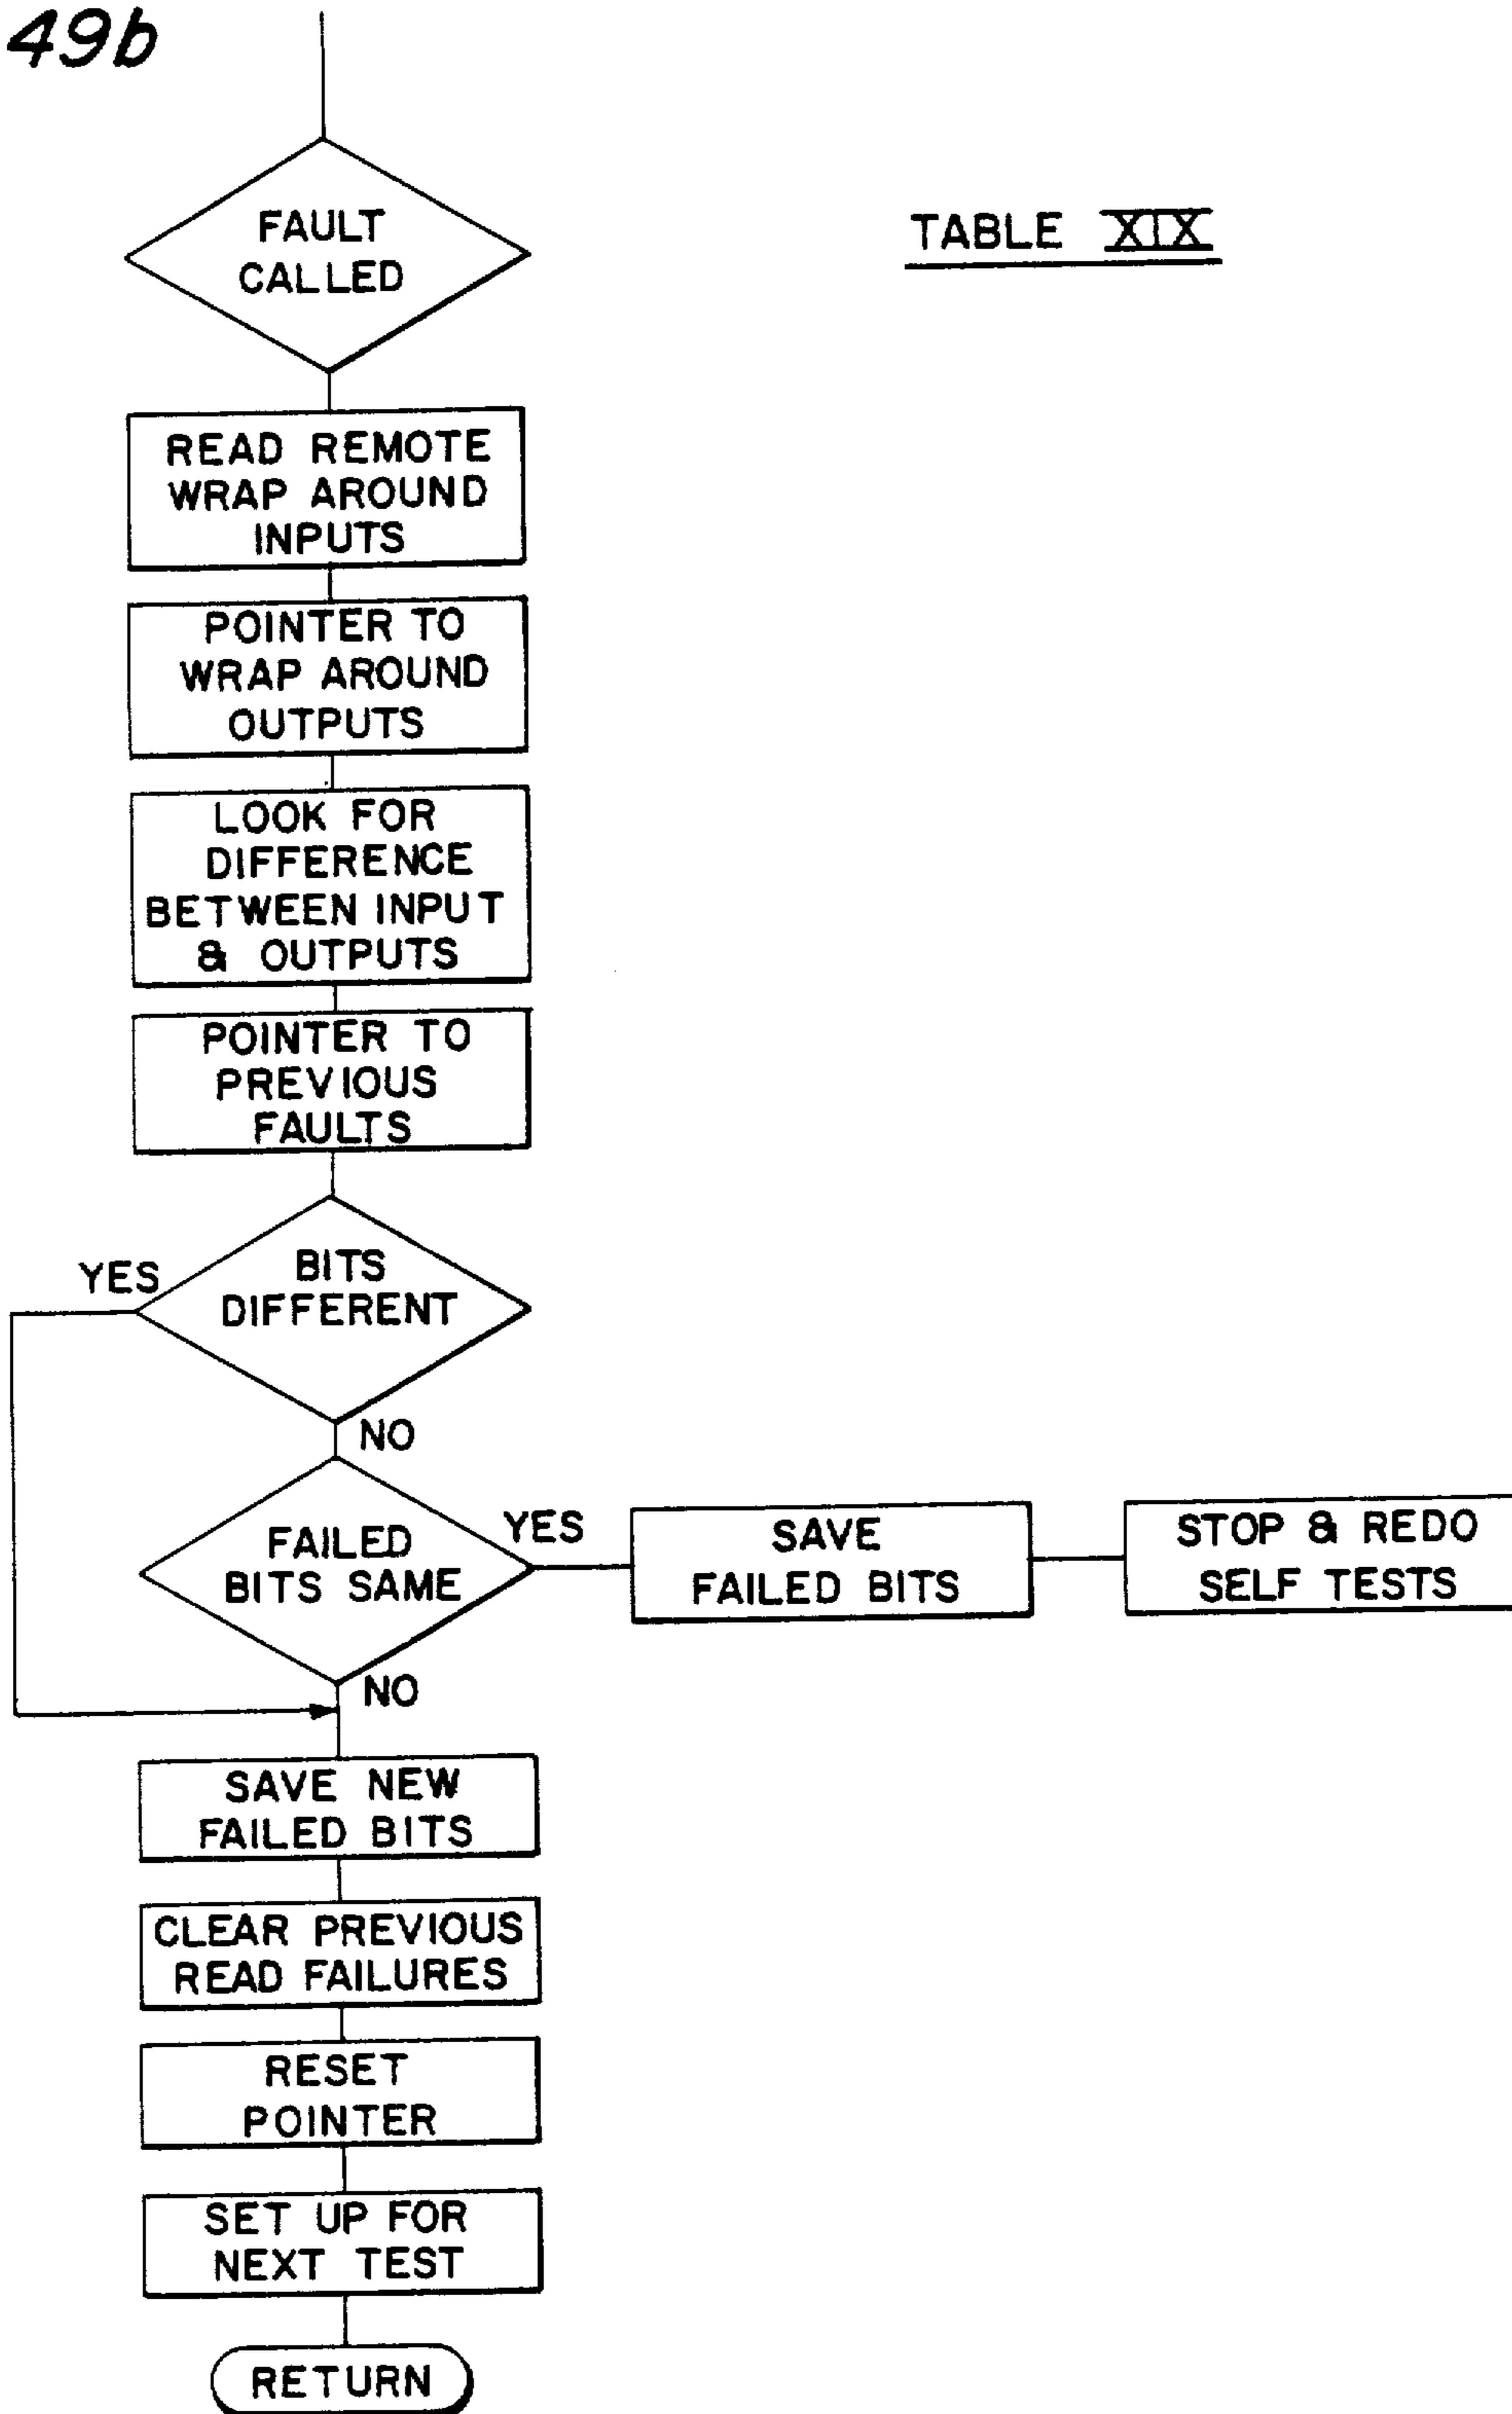 49b
TABLE XIX
FAULT
CALLED
READ REMOTE
WRAP AROUND
INPUTS
POINTER TO
WRAP AROUND
OUTPUTS
LOOK FOR
DIFFERENCE
BETWEEN INPUT
& OUTPUTS
POINTER TO
PREVIOUS
FAULTS
YES
BITS
DIFFERENT
NO
FAILED
BITS SAME
YES
SAVE
FAILED BITS
STOP & REDO
SELF TESTS
NO
SAVE NEW
FAILED BITS
CLEAR PREVIOUS
READ FAILURES
RESET
POINTER
SET UP FOR
NEXT TEST
RETURN